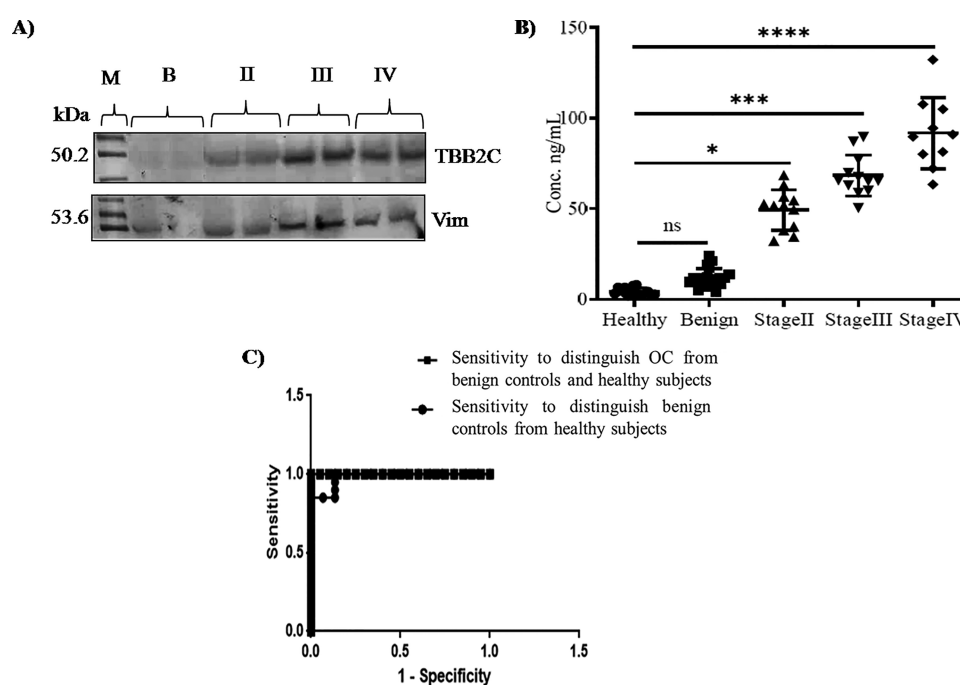 A)
M B II III IV
kDa
50.2 TBB2C
53.6 Vim
B)
Conc. ng/mL
150
100
50
0
****
***
*
ns
Healthy Benign StageII StageIII StageIV
C)
Sensitivity to distinguish OC from
benign controls and healthy subjects
Sensitivity to distinguish benign
controls from healthy subjects
Sensitivity
1.5
1.0
0.5
0.0
0.0 0.5 1.0 1.5
1 - Specificity